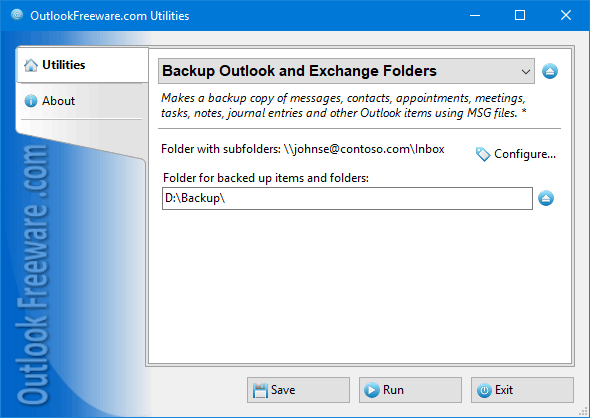 OutlookFreeware.com Utilities
Utilities
About
Backup Outlook and Exchange Folders
Makes a backup copy of messages, contacts, appointments, meetings,
tasks, notes, journal entries and other Outlook items using MSG files. *
Folder with subfolders: \\johnse@contoso.com\Inbox
Configure...
Folder for backed up items and folders:
D:\Backup\
Outlook Freeware .com
Save
Run
Exit